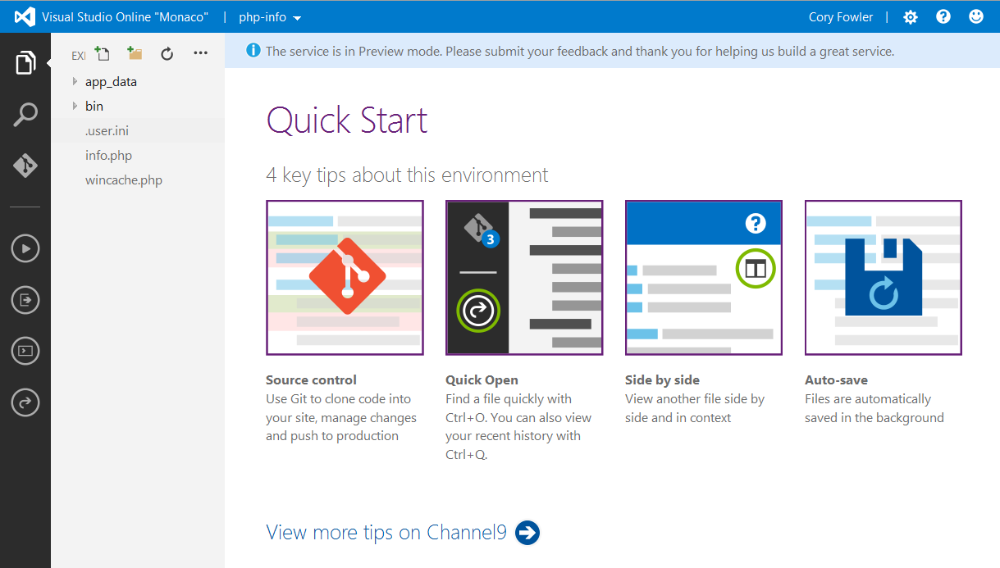 Visual Studio Online "Monaco" | php-info
Cory Fowler |
EXI
The service is in Preview mode. Please submit your feedback and thank you for helping us build a great service.
app_data
bin
.user.ini
info.php
wincache.php
Quick Start
4 key tips about this environment
3
Source control
Use Git to clone code into
your site, manage changes
and push to production
Quick Open
Find a file quickly with
Ctrl+O. You can also view
your recent history with
Ctrl+Q.
Side by side
View another file side by
side and in context
Auto-save
Files are automatically
saved in the background
View more tips on Channel9